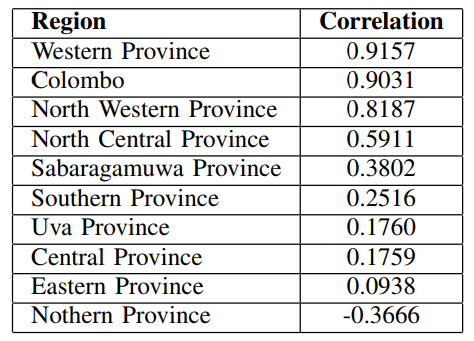 Region Correlation
Western Province 0.9157
Colombo 0.9031
North Western Province 0.8187
North Central Province 0.5911
Sabaragamuwa Province 0.3802
Southern Province 0.2516
Uva Province 0.1760
Central Province 0.1759
Eastern Province 0.0938
Nothern Province -0.3666